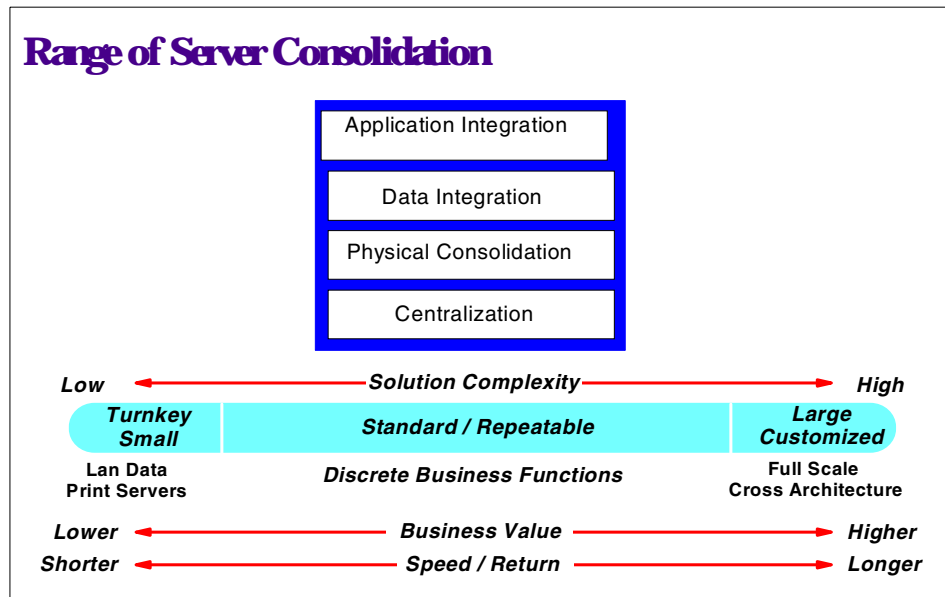 Range of Server Consolidation
Application Integration
Data Integration
Physical Consolidation
Centralization
Low Solution Complexity High
Turnkey
Small
Standard / Repeatable
Large
Customized
Lan Data
Print Servers
Discrete Business Functions
Full Scale
Cross Architecture
Lower Business Value Higher
Shorter Speed / Return Longer